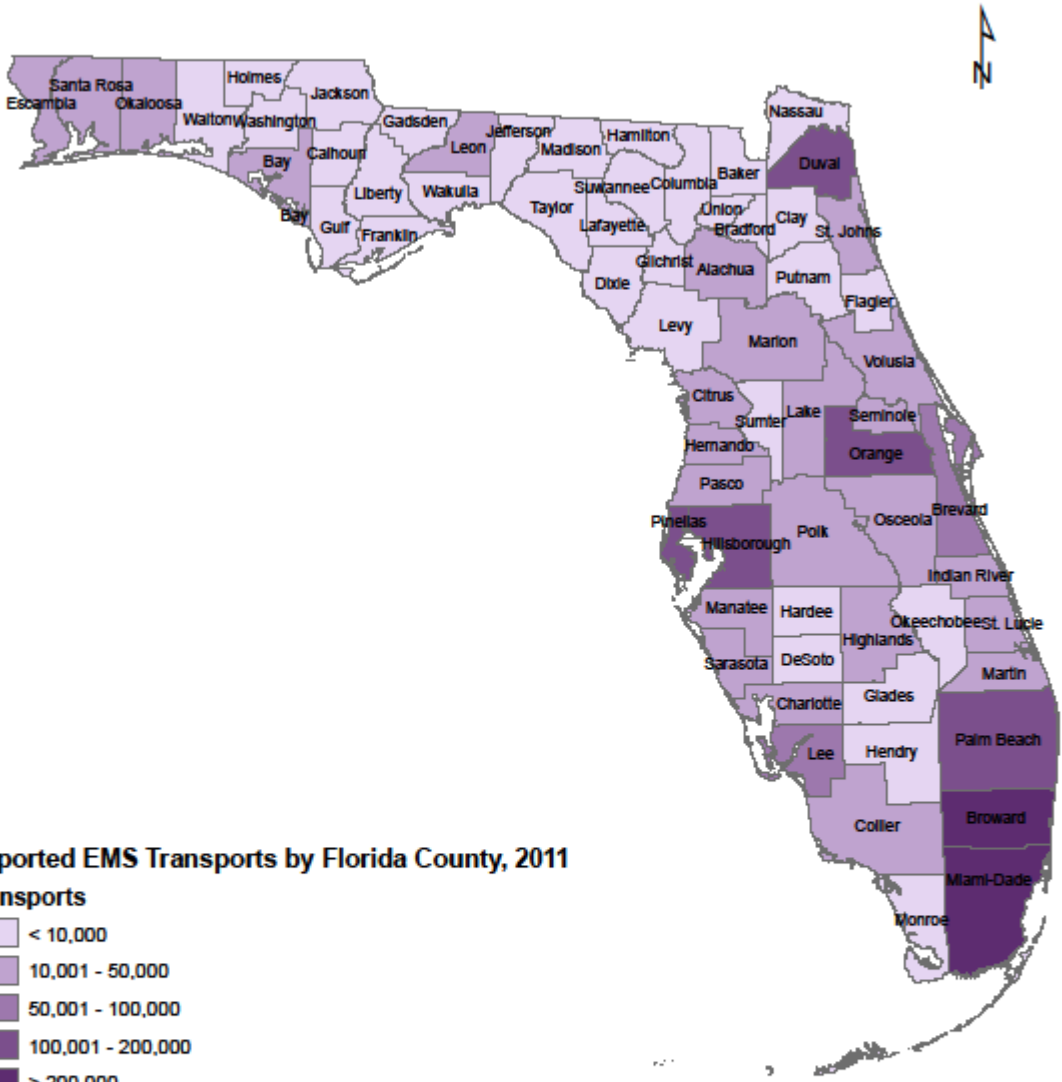 N
Holmes
Santa Rosa
Jackson
Escambia
Okaloosa
Walton
Washington
Gadsden
Jefferson
Hamilton
Nassau
Leon
Madison
Calhoun
Bay
Duval
Baker
Suwannee
Columbia
Liberty
Wakulla
Taylor
Union
Bay
Lafayette
Bradford
Clay
St. Johns
Gulf
Franklin
Gilchrist
Alachua
Putnam
Dixie
Flagler
Levy
Marion
Volusia
Citrus
Sumter
Lake
Seminole
Hernando
Orange
Pasco
Pinellas
Hillsborough
Polk
Osceola
Brevard
Indian River
Manatee
Hardee
Okeechobee
St. Lucie
Highlands
Sarasota
DeSoto
Martin
Charlotte
Glades
Lee
Hendry
Palm Beach
Collier
Broward
Miami-Dade
Monroe
ported EMS Transports by Florida County, 2011
nsports
< 10,000
10,001 - 50,000
50,001 - 100,000
100,001 - 200,000
> 200,000